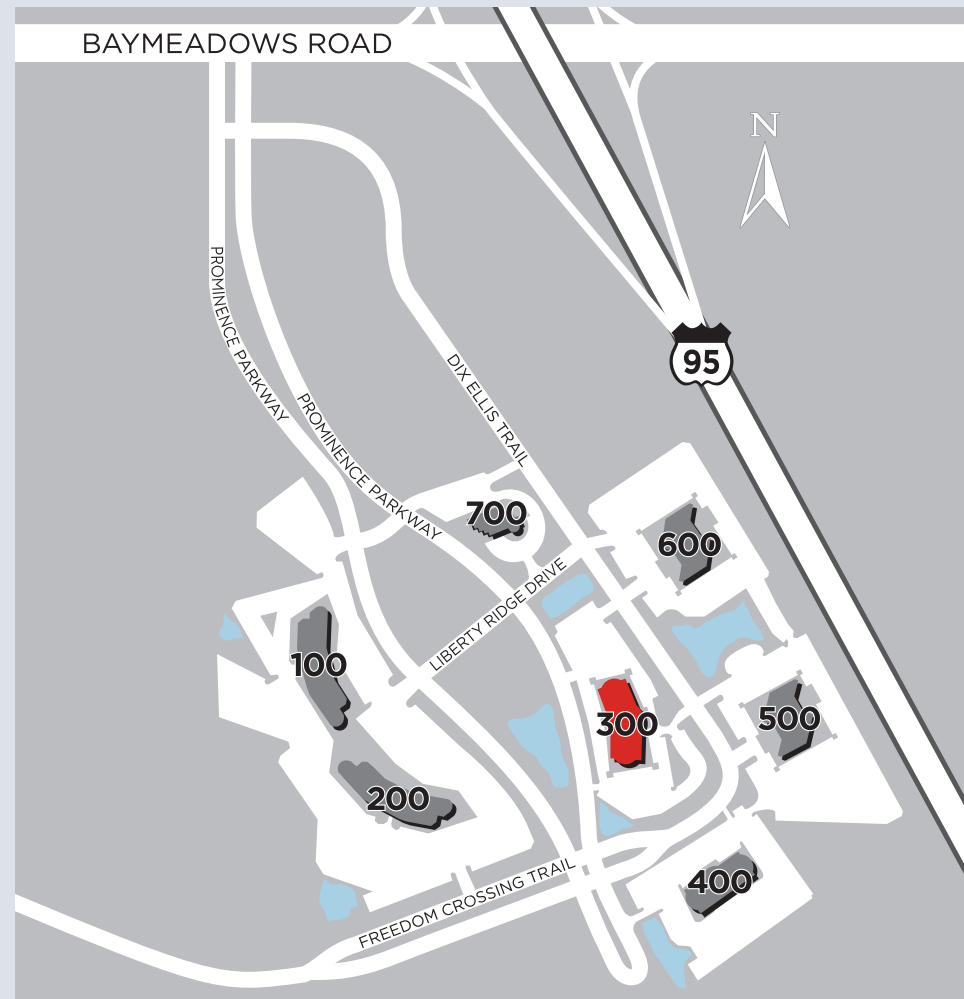 BAYMEADOWS ROAD
N
PROMINENCE PARKWAY
95
DIX ELLIS TRAIL
PROMINENCE PARKWAY
700
600
LIBERTY RIDGE DRIVE
100
300
500
200
400
FREEDOM CROSSING TRAIL